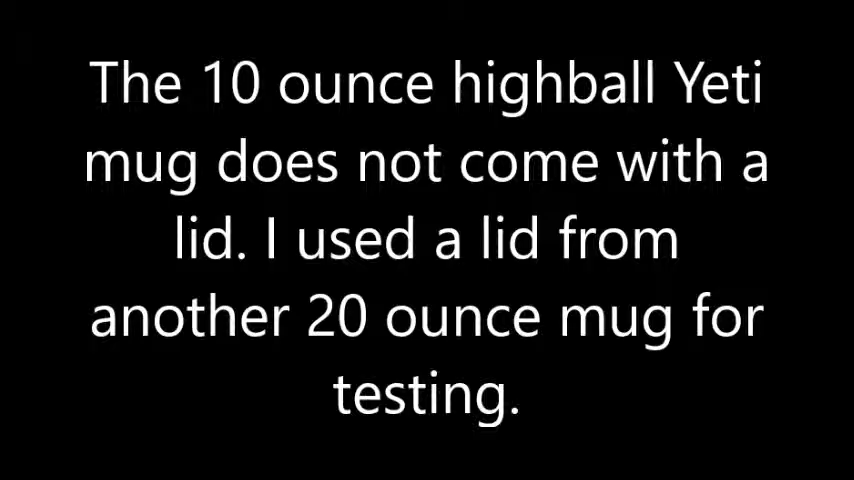 The 10 ounce highball Yeti
mug does not come with a
lid. I used a lid from
another 20 ounce mug for
testing.